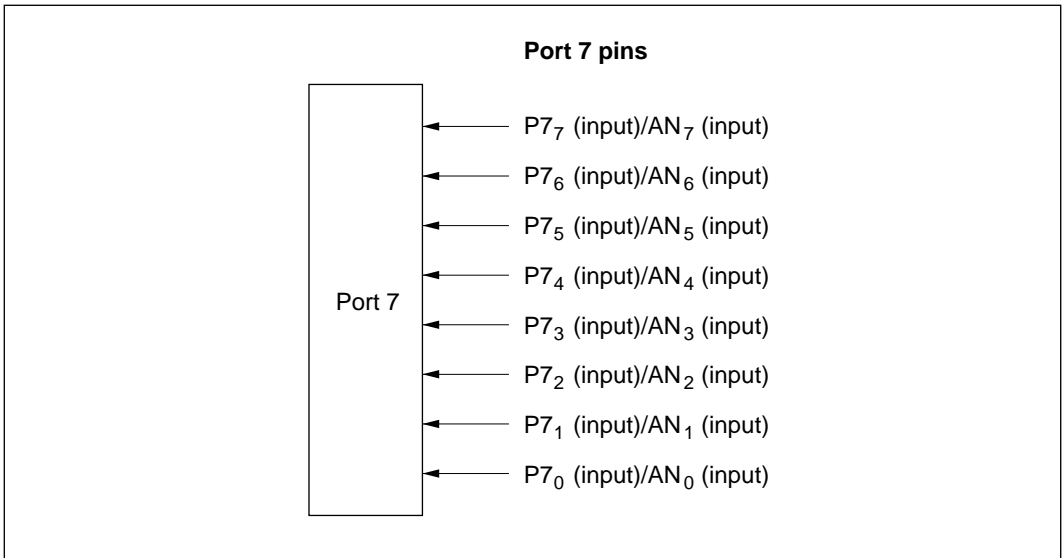 Port 7 pins
P7₇ (input)/AN₇ (input)
P7₆ (input)/AN₆ (input)
P7₅ (input)/AN₅ (input)
P7₄ (input)/AN₄ (input)
Port 7
P7₃ (input)/AN₃ (input)
P7₂ (input)/AN₂ (input)
P7₁ (input)/AN₁ (input)
P7₀ (input)/AN₀ (input)